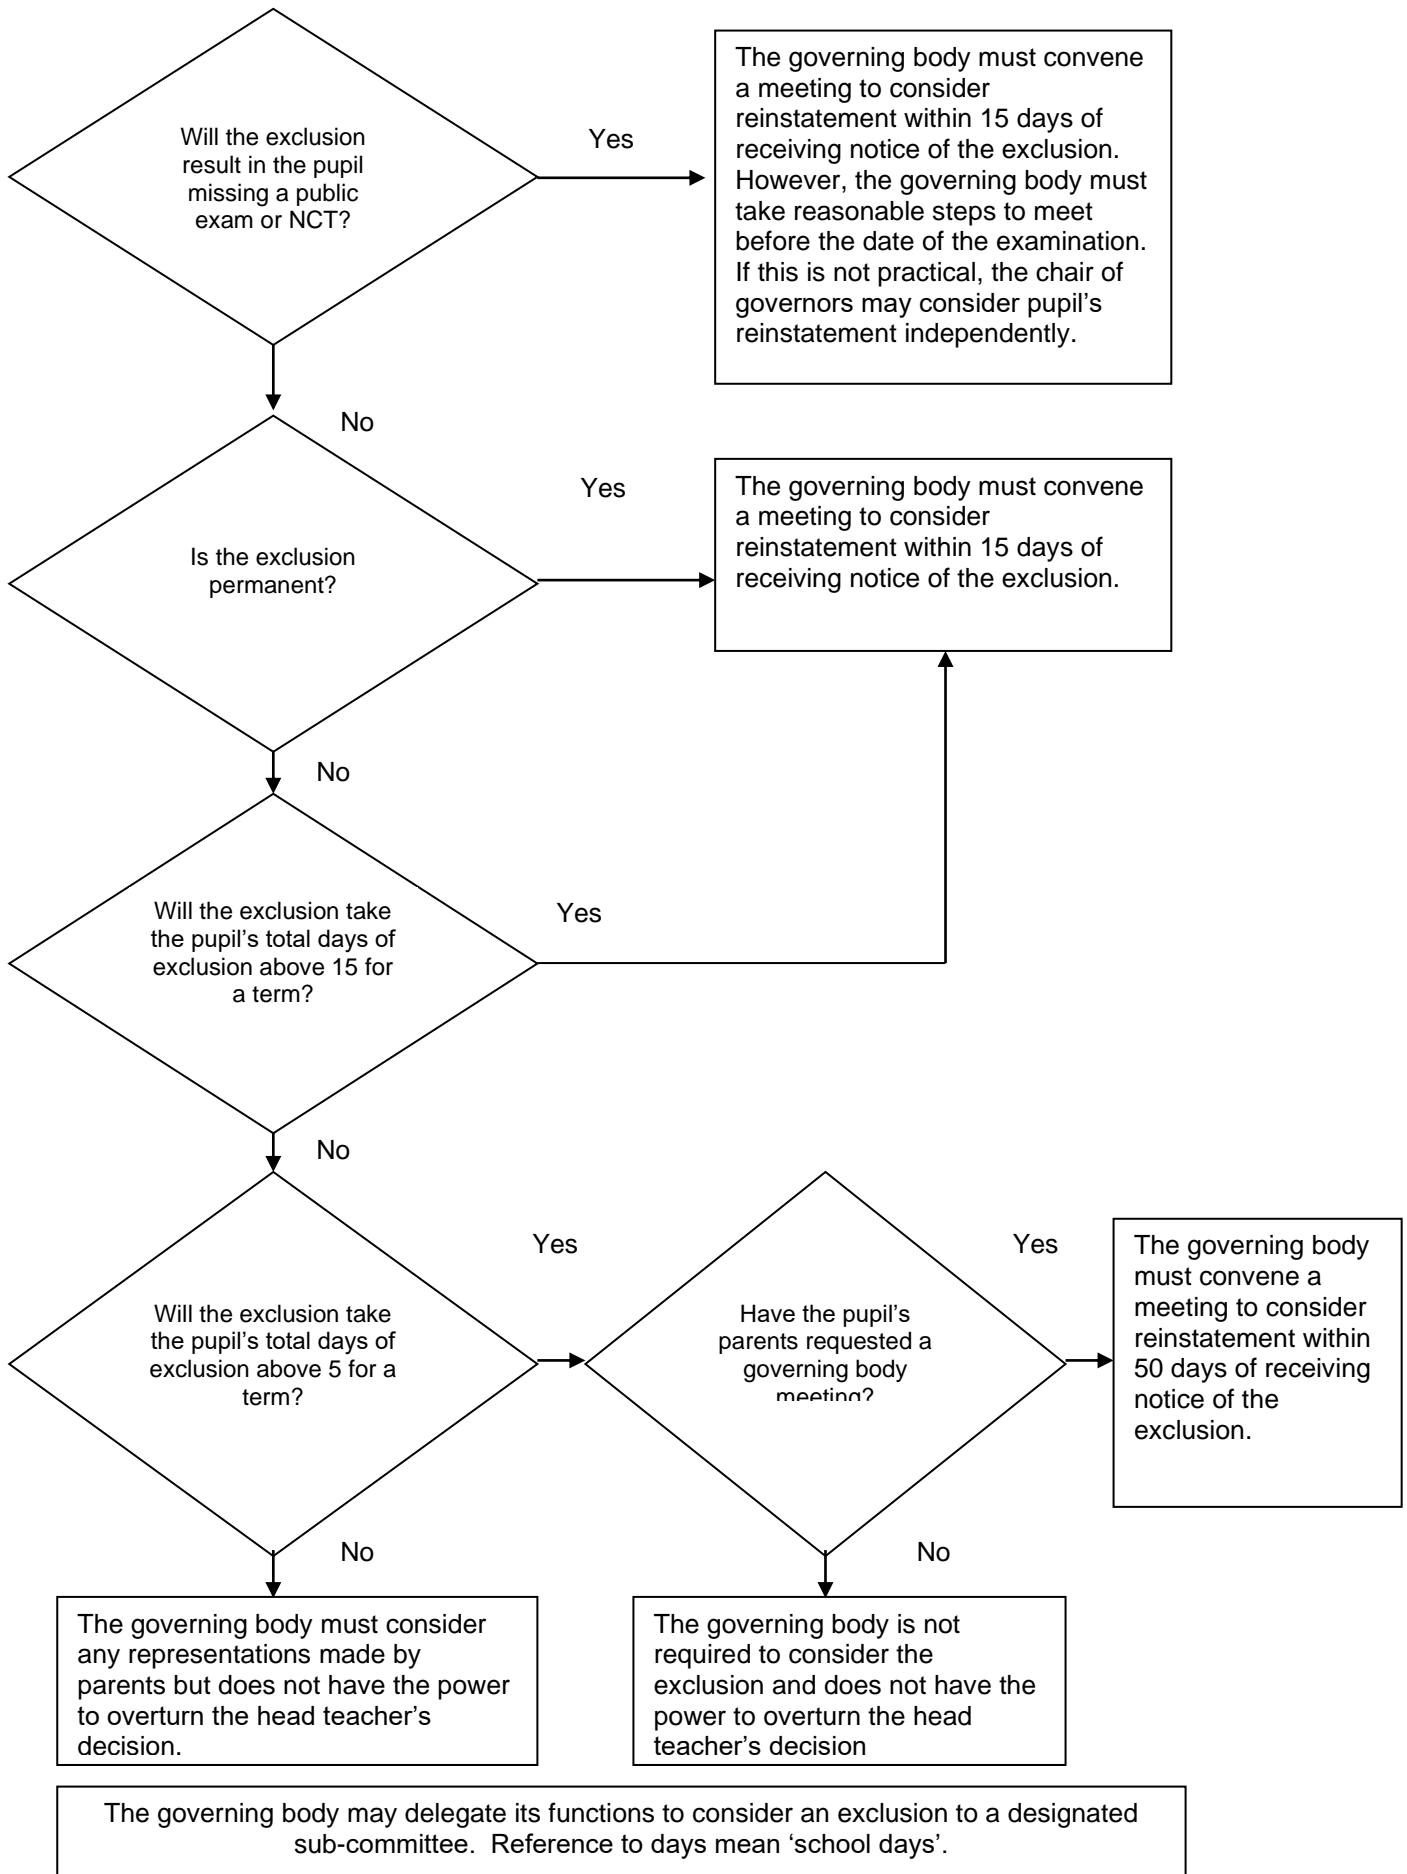 Will the exclusion
result in the pupil
missing a public
exam or NCT?
Yes
The governing body must convene
a meeting to consider
reinstatement within 15 days of
receiving notice of the exclusion.
However, the governing body must
take reasonable steps to meet
before the date of the examination.
If this is not practical, the chair of
governors may consider pupil’s
reinstatement independently.
No
Is the exclusion
permanent?
Yes
The governing body must convene
a meeting to consider
reinstatement within 15 days of
receiving notice of the exclusion.
No
Will the exclusion take
the pupil’s total days of
exclusion above 15 for
a term?
Yes
No
Will the exclusion take
the pupil’s total days of
exclusion above 5 for a
term?
Yes
Have the pupil’s
parents requested a
governing body
meeting?
Yes
The governing body
must convene a
meeting to consider
reinstatement within
50 days of receiving
notice of the
exclusion.
No
The governing body must consider
any representations made by
parents but does not have the power
to overturn the head teacher’s
decision.
No
The governing body is not
required to consider the
exclusion and does not have the
power to overturn the head
teacher’s decision
The governing body may delegate its functions to consider an exclusion to a designated
sub-committee.  Reference to days mean ‘school days’.